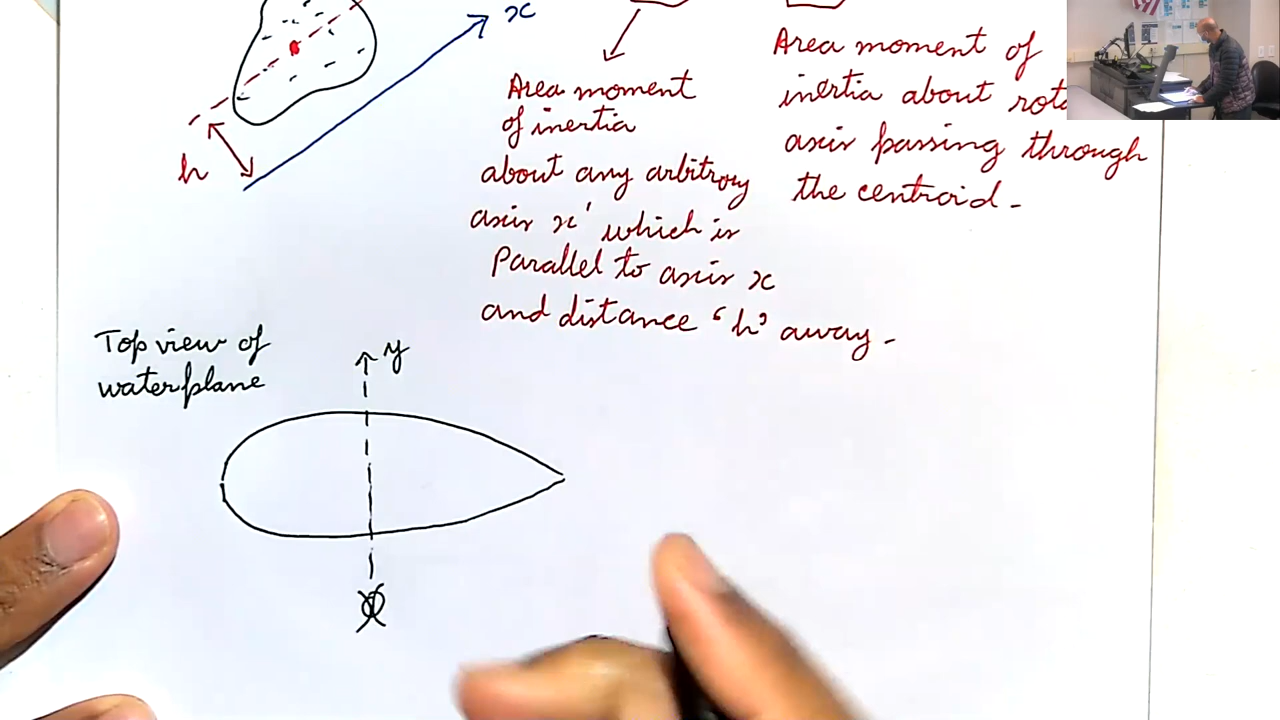 x
h
Area moment
of inertia
about any arbitrary
axis x' which is
Parallel to axis x
and distance 'h' away.
Area moment of
inertia about
axis passing through
the centroid.
Top view of
waterplane
y